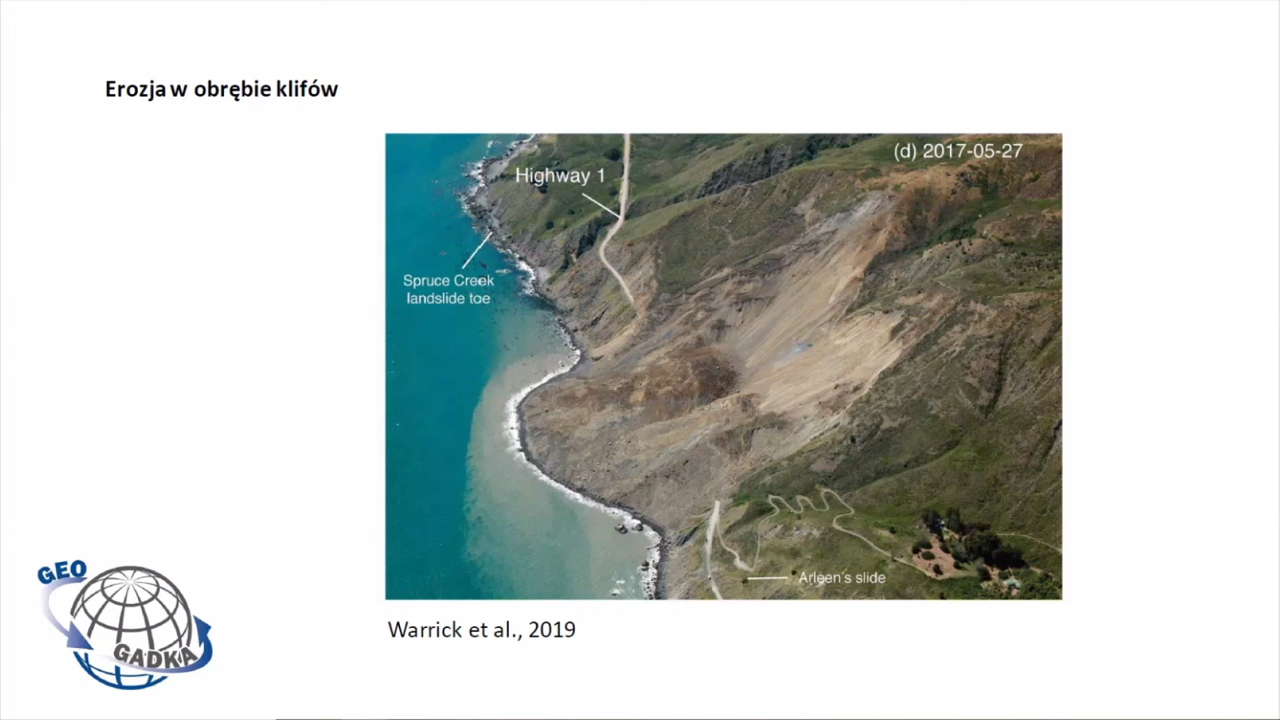 Erozja w obrębie klifów
(d) 2017-05-27
Highway 1
Spruce Creek
landslide toe
Arleen's slide
Warrick et al., 2019
GEO
GADKA